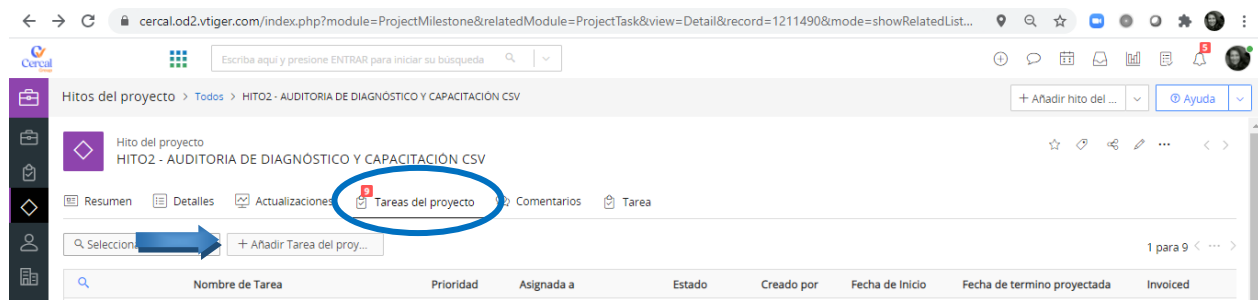 cercal.od2.vtiger.com/index.php?module=ProjectMilestone&relatedModule=ProjectTask&view=Detail&record=1211490&mode=showRelatedList...
Cercal
Escriba aquí y presione ENTRAR para iniciar su búsqueda
5
Hitos del proyecto > Todos > HITO2 - AUDITORIA DE DIAGNÓSTICO Y CAPACITACIÓN CSV
+ Añadir hito del ...
Ayuda
Hito del proyecto
HITO2 - AUDITORIA DE DIAGNÓSTICO Y CAPACITACIÓN CSV
Resumen Detalles Actualizaciones 9 Tareas del proyecto Comentarios Tarea
+ Añadir Tarea del proy...
1 para 9
Nombre de Tarea Prioridad Asignada a Estado Creado por Fecha de Inicio Fecha de termino proyectada Invoiced